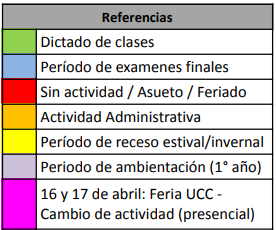 Referencias
Dictado de clases
Período de examenes finales
Sin actividad / Asueto / Feriado
Actividad Administrativa
Período de receso estival/invernal
Periodo de ambientación (1° año)
16 y 17 de abril: Feria UCC -
Cambio de actividad (presencial)